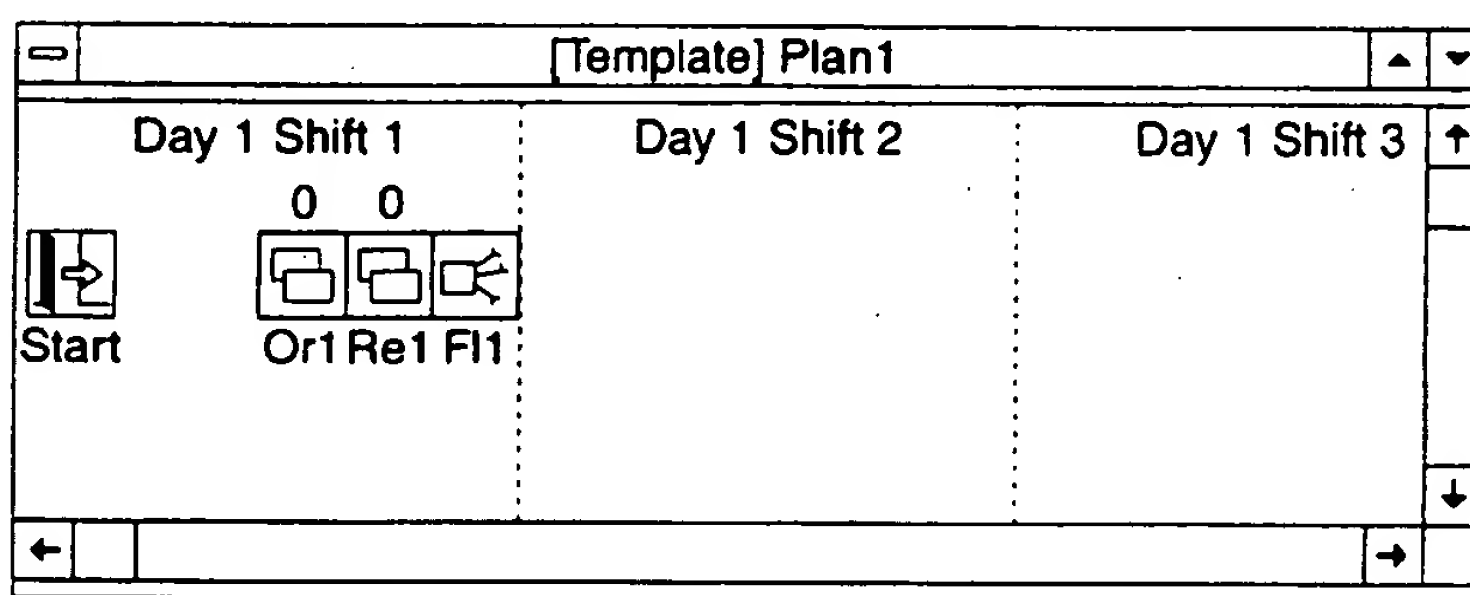 [Template] Plan1
Day 1 Shift 1 Day 1 Shift 2 Day 1 Shift 3
0 0
Start Or1 Re1 Fl1